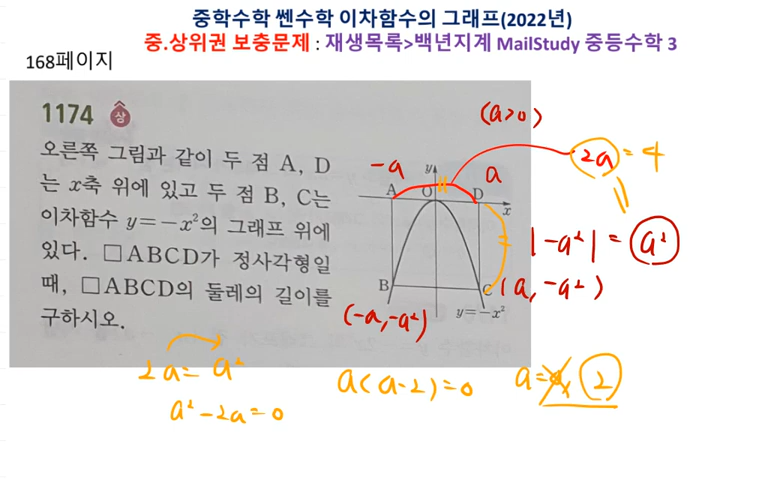 중학수학 쎈수학 이차함수의 그래프(2022년)
중.상위권 보충문제 : 재생목록>백년지계 MailStudy 중등수학 3
168페이지
1174 상
오른쪽 그림과 같이 두 점 A, D
는 x축 위에 있고 두 점 B, C는
이차함수 y=-x²의 그래프 위에
있다. □ABCD가 정사각형일
때, □ABCD의 둘레의 길이를
구하시오.
(a>0)
-a
a
2a = 4
y
A O D
x
|-a²| = a²
B C (a, -a²)
(-a, -a²)
y=-x²
2a = a²
a² - 2a = 0
a(a-2) = 0
a = 0, 2